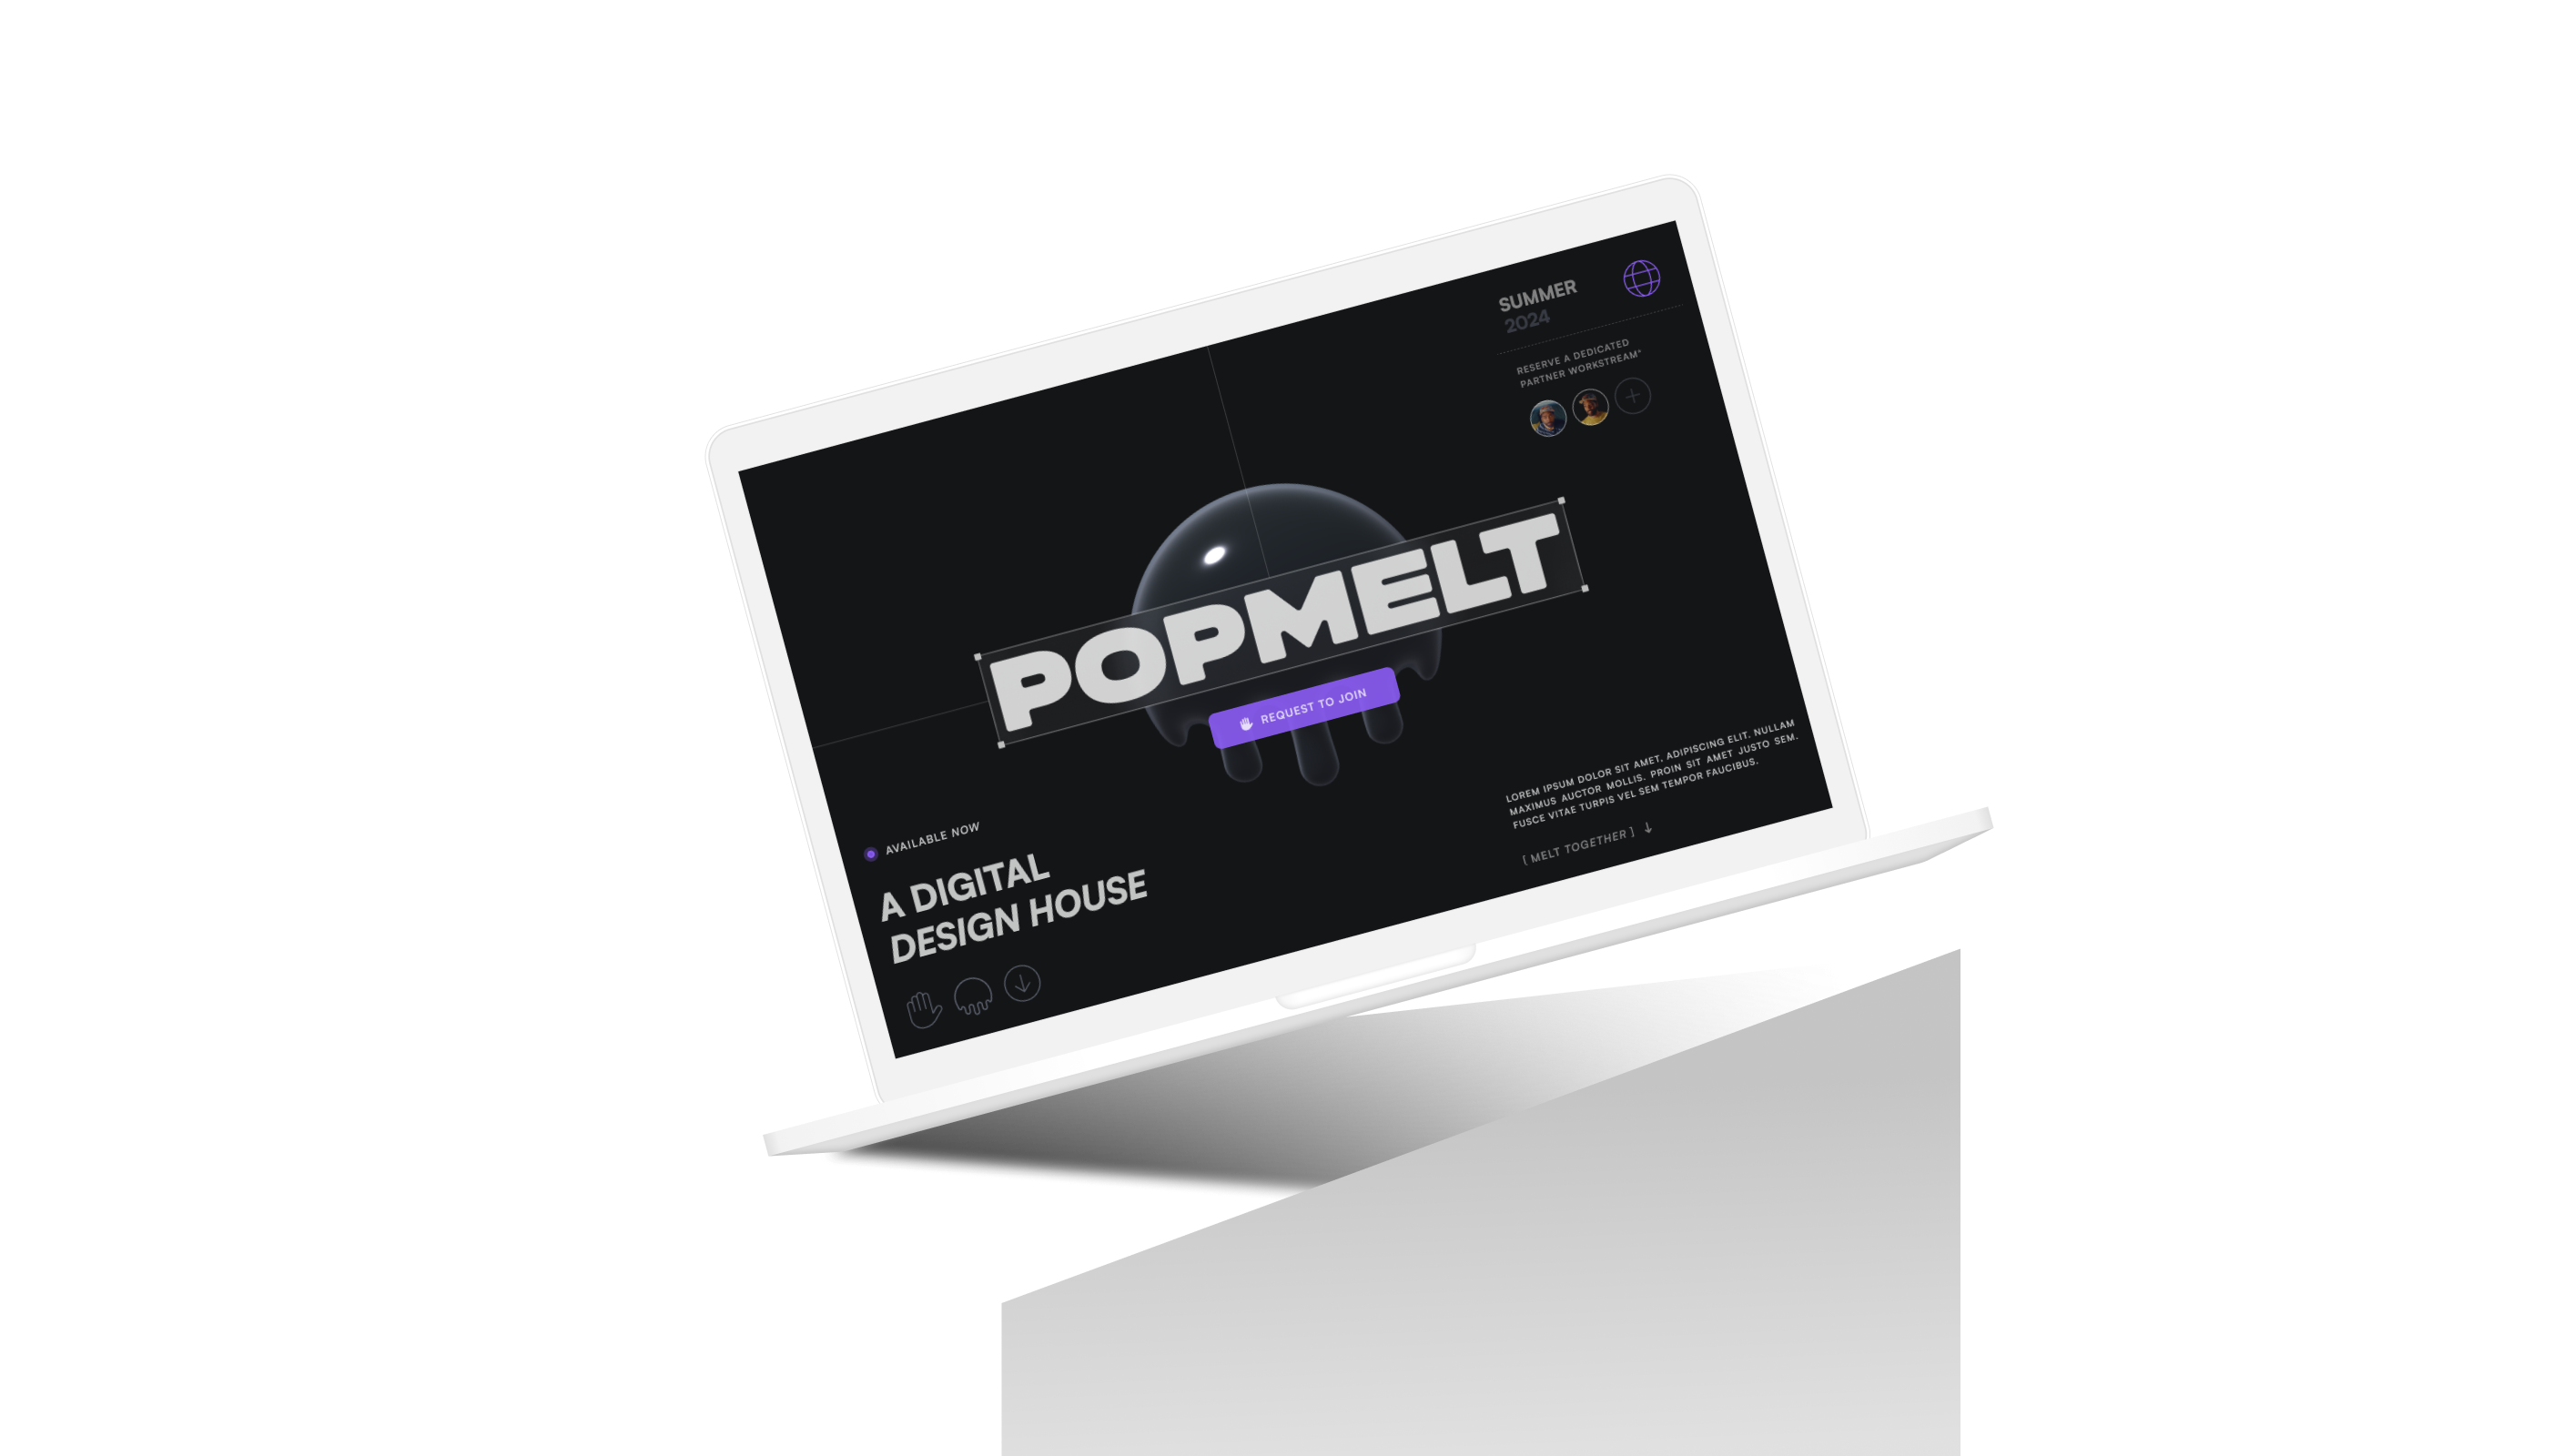 SUMMER
2024
RESERVE A DEDICATED
PARTNER WORKSTREAM*
POPMELT
REQUEST TO JOIN
LOREM IPSUM DOLOR SIT AMET, ADIPISCING ELIT. NULLAM
MAXIMUS AUCTOR MOLLIS. PROIN SIT AMET JUSTO SEM.
FUSCE VITAE TURPIS VEL SEM TEMPOR FAUCIBUS.
[ MELT TOGETHER ] ↓
AVAILABLE NOW
A DIGITAL
DESIGN HOUSE